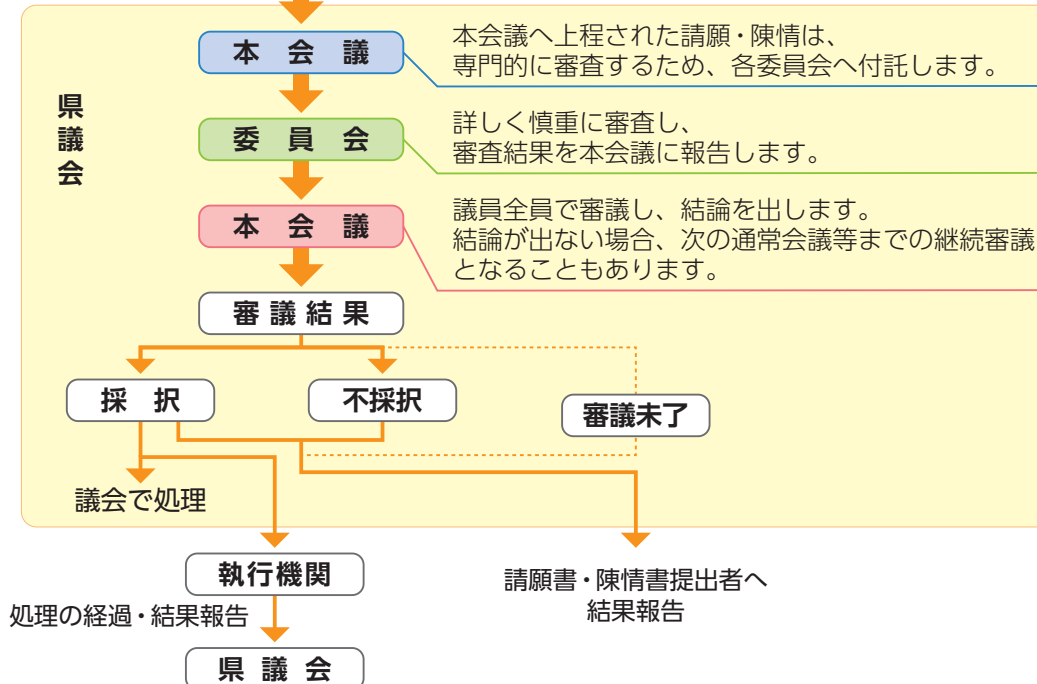 県議会
本会議
本会議へ上程された請願・陳情は、
専門的に審査するため、各委員会へ付託します。
委員会
詳しく慎重に審査し、
審査結果を本会議に報告します。
本会議
議員全員で審議し、結論を出します。
結論が出ない場合、次の通常会議等までの継続審議
となることもあります。
審議結果
採択
不採択
審議未了
議会で処理
執行機関
処理の経過・結果報告
県議会
請願書・陳情書提出者へ
結果報告